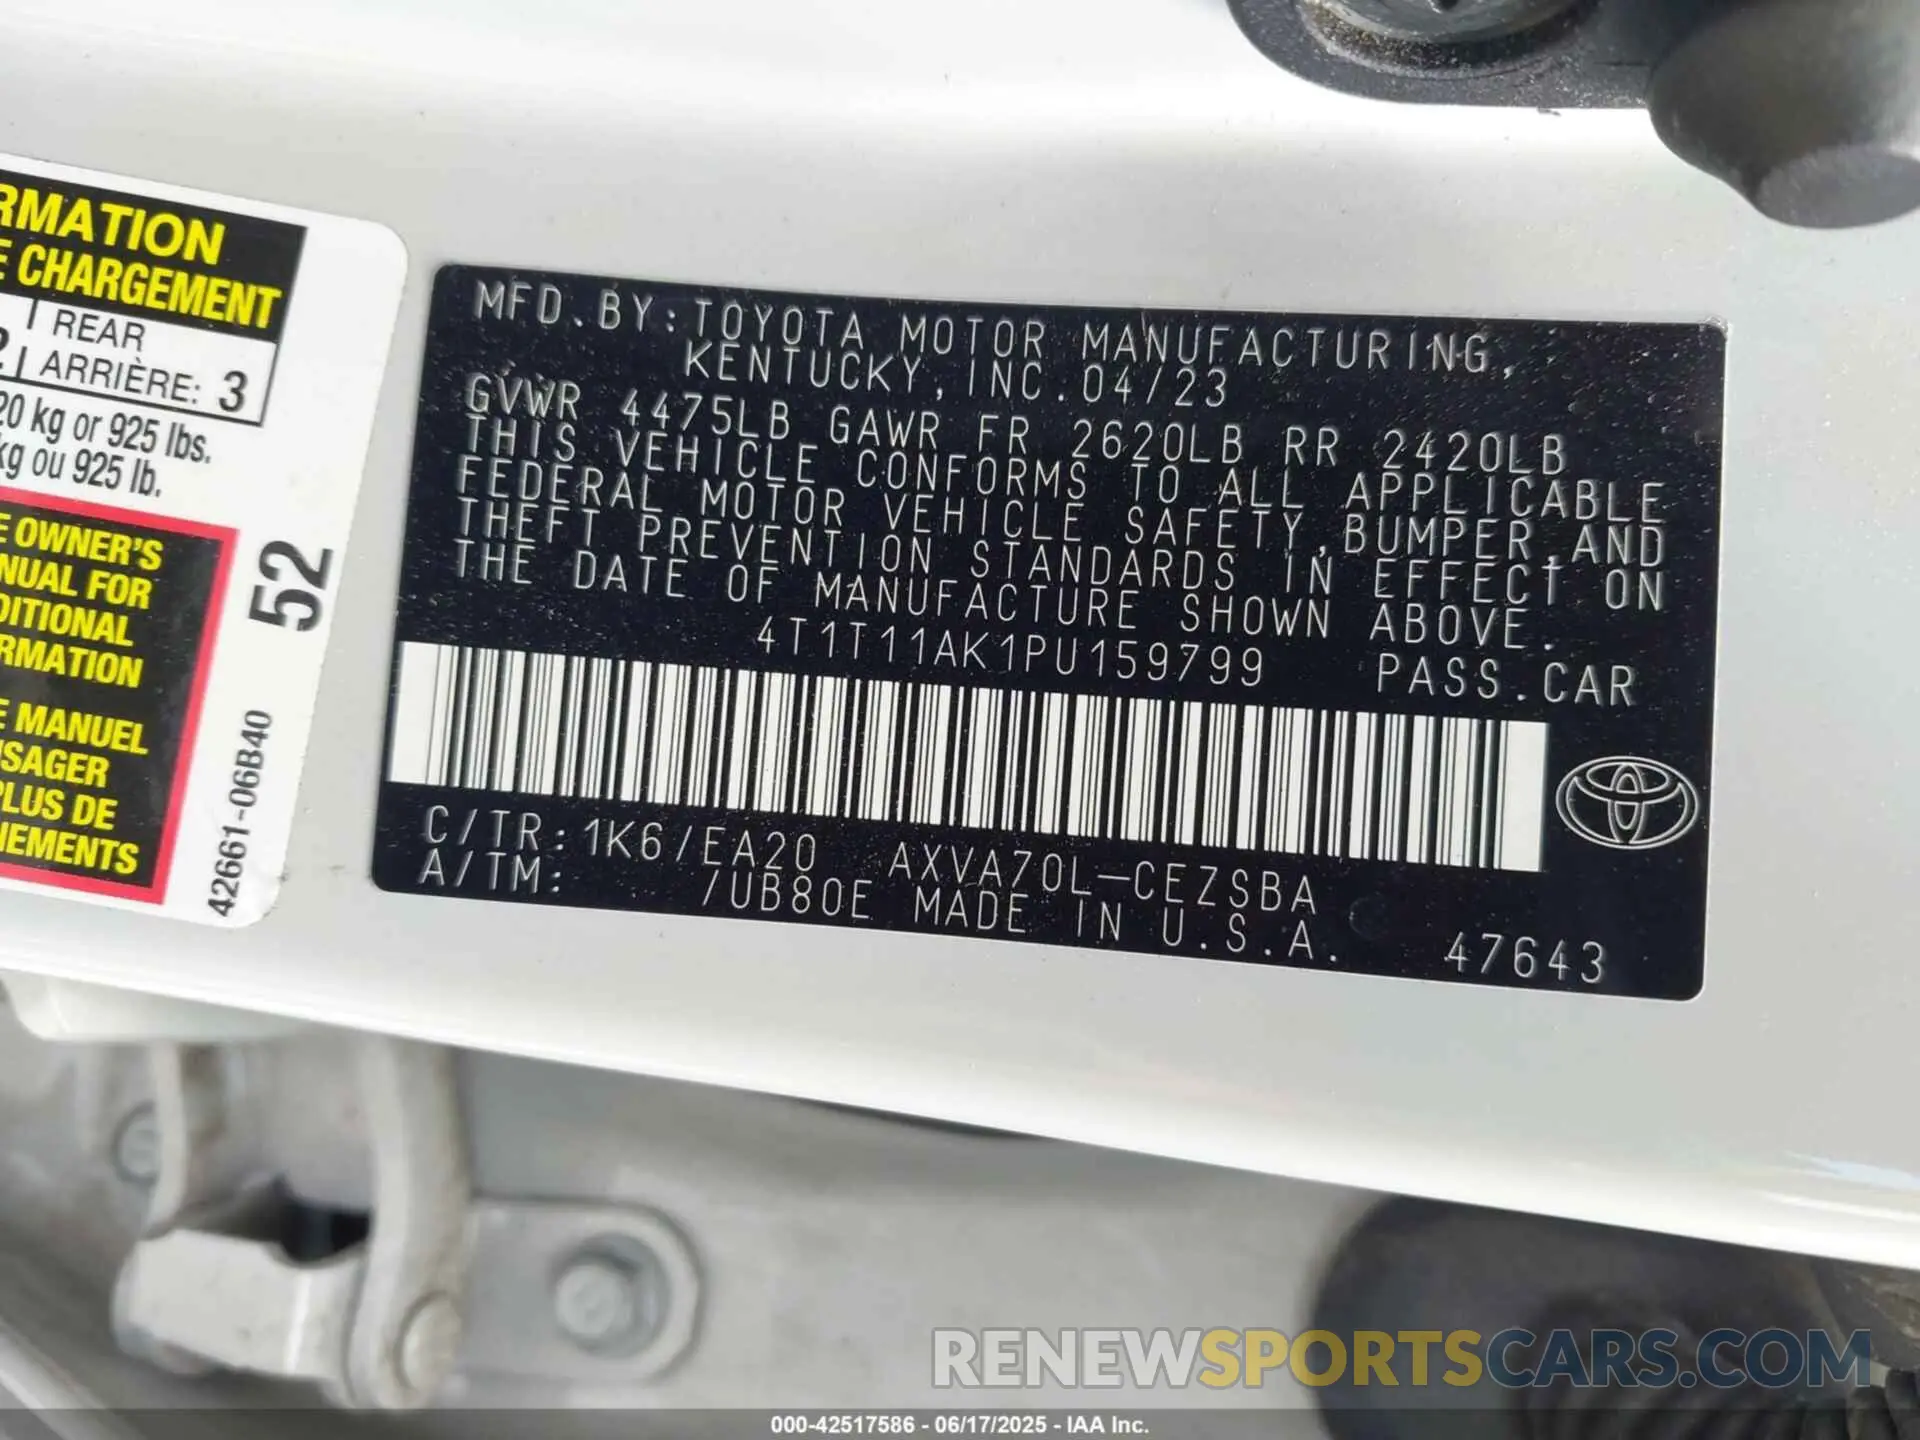 RMATION
E CHARGEMENT
REAR
ARRIÈRE: 3
20 kg or 925 lbs.
kg ou 925 lb.
E OWNER'S
NUAL FOR
DITIONAL
RMATION
E MANUEL
SAGER
PLUS DE
NEMENTS
52
42661-06B40
MFD.BY:TOYOTA MOTOR MANUFACTURING,
KENTUCKY,INC.04/23
GVWR 4475LB GAWR FR 2620LB RR 2420LB
THIS VEHICLE CONFORMS TO ALL APPLICABLE
FEDERAL MOTOR VEHICLE SAFETY,BUMPER,AND
THEFT PREVENTION STANDARDS IN EFFECT ON
THE DATE OF MANUFACTURE SHOWN ABOVE.
4T1T11AK1PU159799 PASS.CAR
C/TR:1K6/EA20 AXVA70L-CEZSBA
A/TM: /UB80E MADE IN U.S.A. 47643
RENEWSPORTSCARS.COM
000-42517586 - 06/17/2025 - IAA Inc.